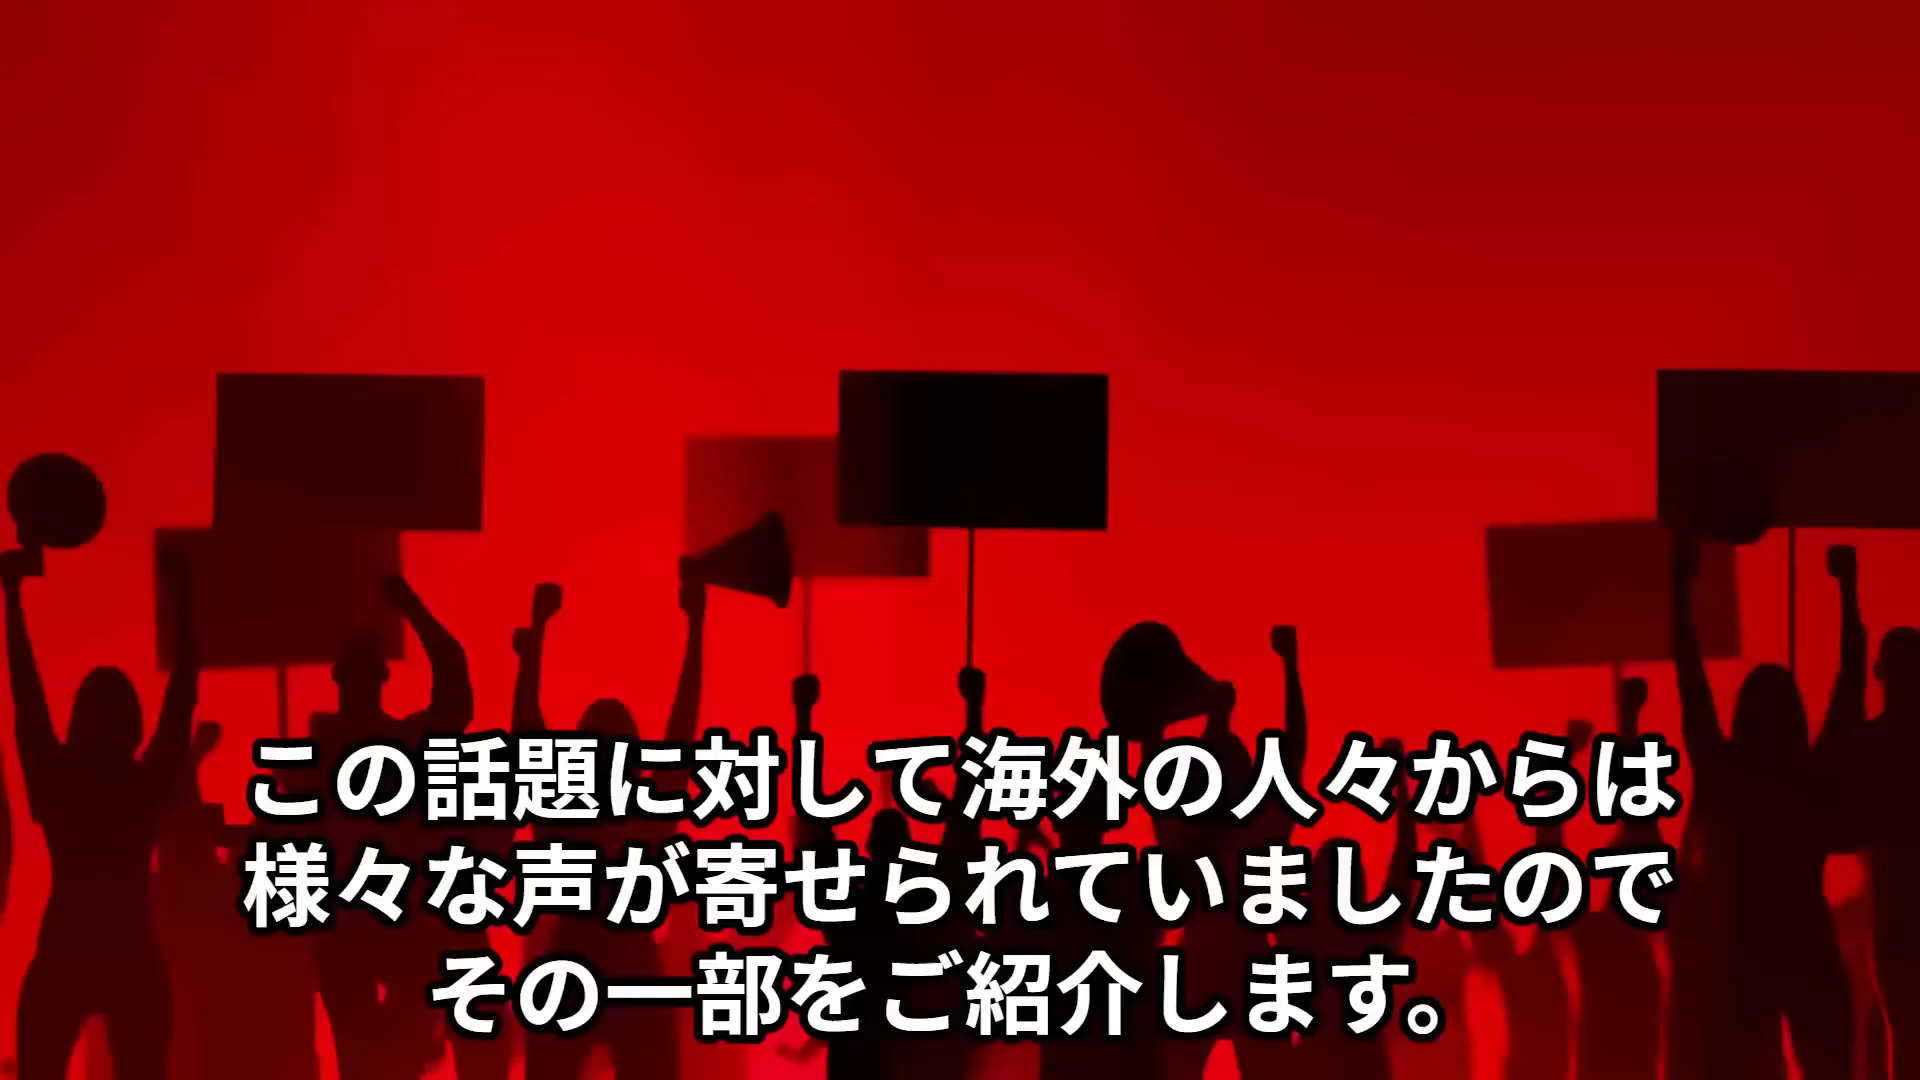 この話題に対して海外の人々からは
様々な声が寄せられていましたので
その一部をご紹介します。